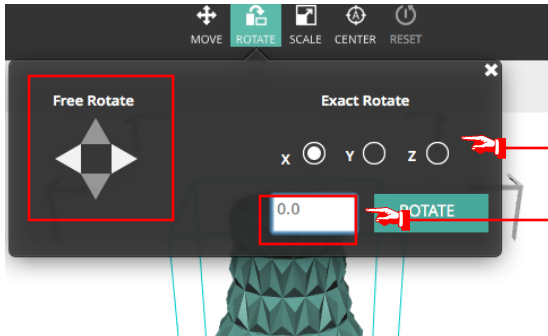 MOVE ROTATE SCALE CENTER RESET
Free Rotate
Exact Rotate
X Y Z
0.0
ROTATE